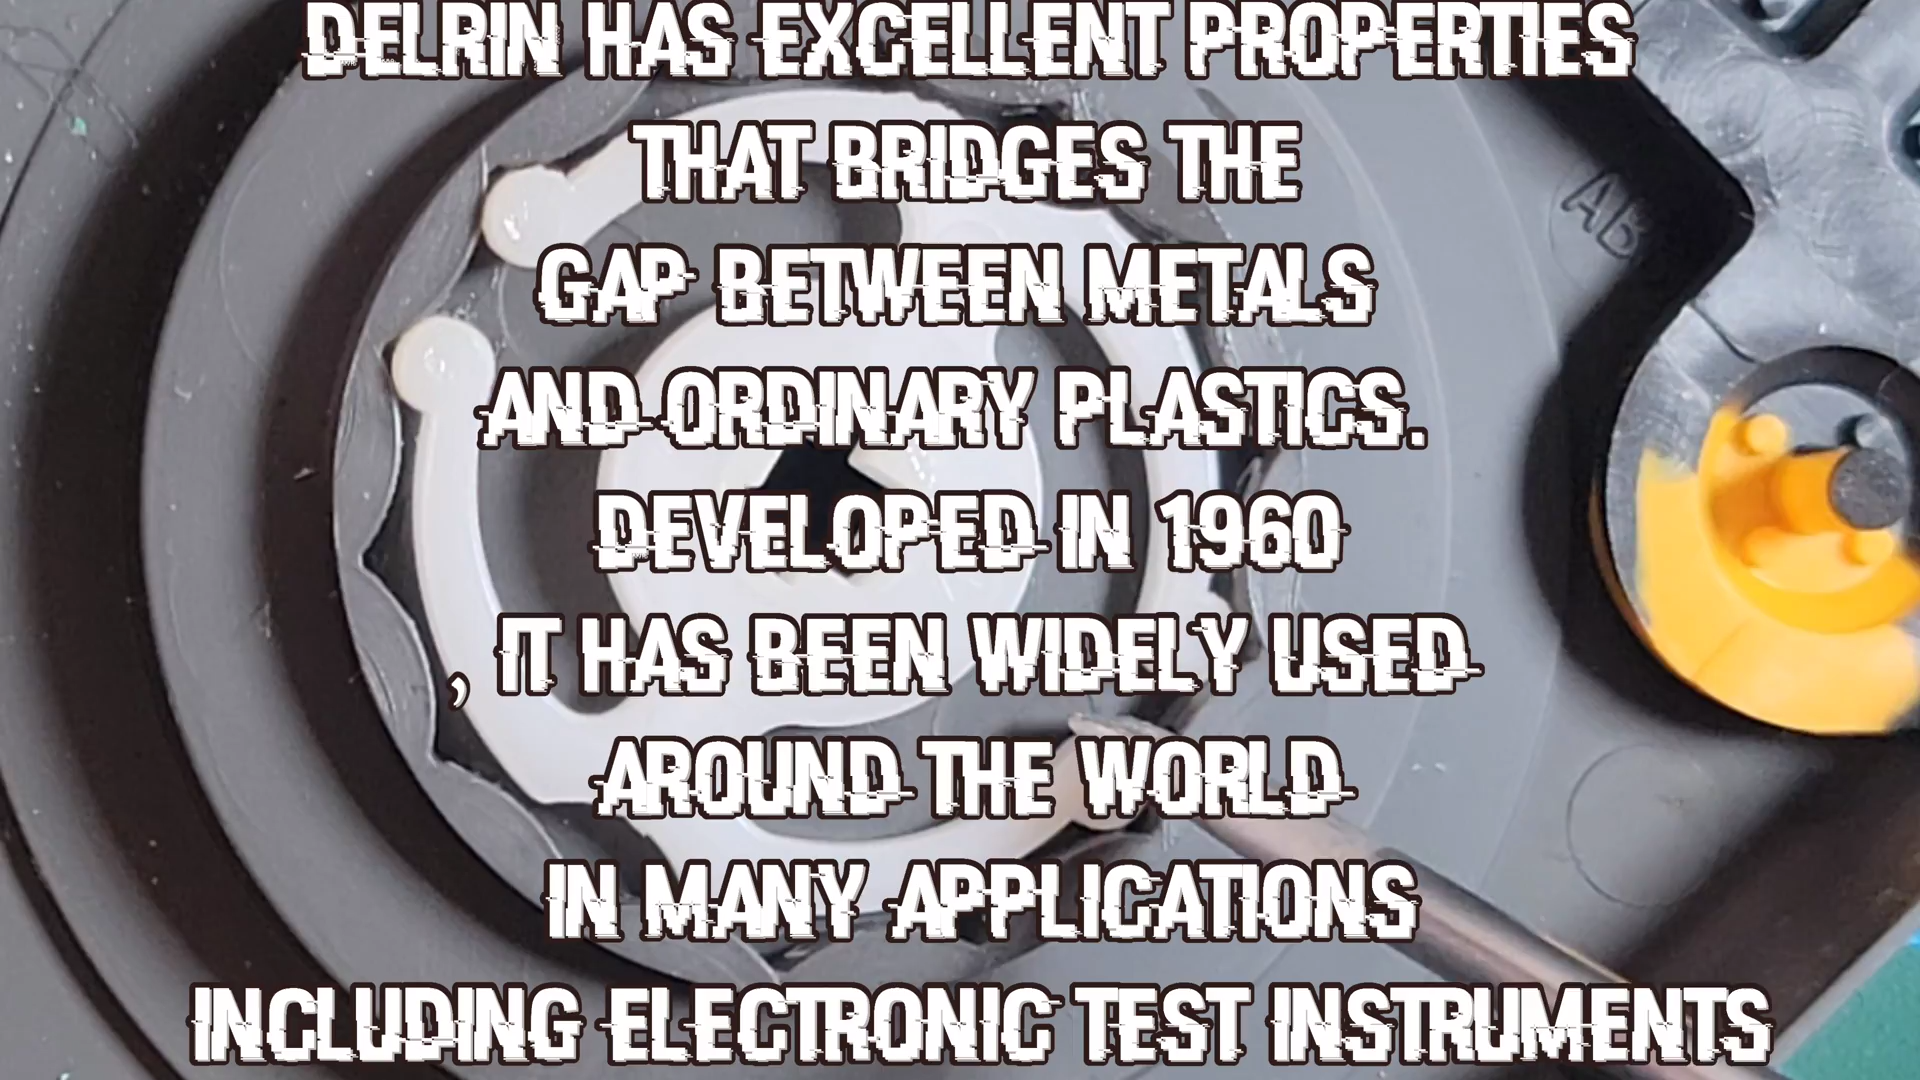 DELRIN HAS EXCELLENT PROPERTIES
THAT BRIDGES THE
GAP BETWEEN METALS
AND ORDINARY PLASTICS.
DEVELOPED IN 1960
, IT HAS BEEN WIDELY USED
AROUND THE WORLD
IN MANY APPLICATIONS
INCLUDING ELECTRONIC TEST INSTRUMENTS
AB